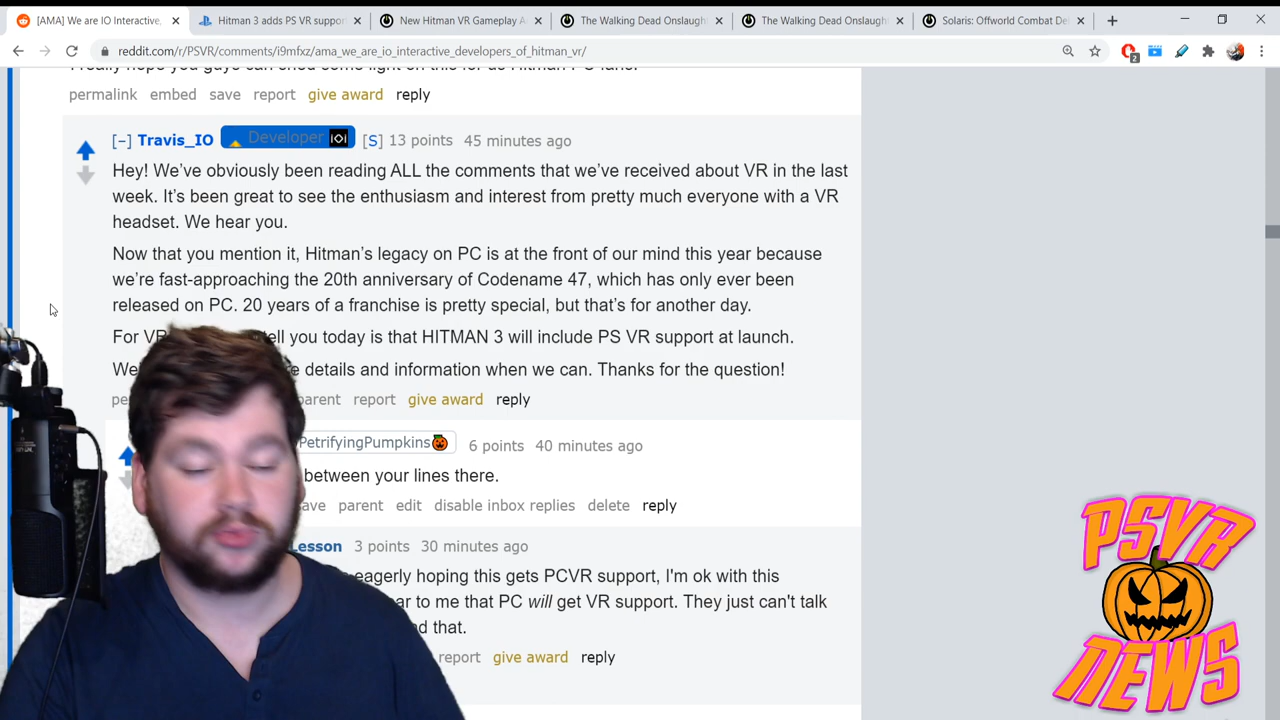 [AMA] We are IO Interactive,
Hitman 3 adds PS VR support
New Hitman VR Gameplay A
The Walking Dead Onslaught
The Walking Dead Onslaught
Solaris: Offworld Combat De
reddit.com/r/PSVR/comments/i9mfxz/ama_we_are_io_interactive_developers_of_hitman_vr/
2
permalink embed save report give award reply
[–] Travis_IO Developer IOI [S] 13 points 45 minutes ago
Hey! We've obviously been reading ALL the comments that we've received about VR in the last
week. It's been great to see the enthusiasm and interest from pretty much everyone with a VR
headset. We hear you.
Now that you mention it, Hitman's legacy on PC is at the front of our mind this year because
we're fast-approaching the 20th anniversary of Codename 47, which has only ever been
released on PC. 20 years of a franchise is pretty special, but that's for another day.
For VR tell you today is that HITMAN 3 will include PS VR support at launch.
details and information when we can. Thanks for the question!
report give award reply
PetrifyingPumpkins 6 points 40 minutes ago
between your lines there.
parent edit disable inbox replies delete reply
Lesson 3 points 30 minutes ago
eagerly hoping this gets PCVR support, I'm ok with this
to me that PC will get VR support. They just can't talk
that.
report give award reply
PSVR
NEWS